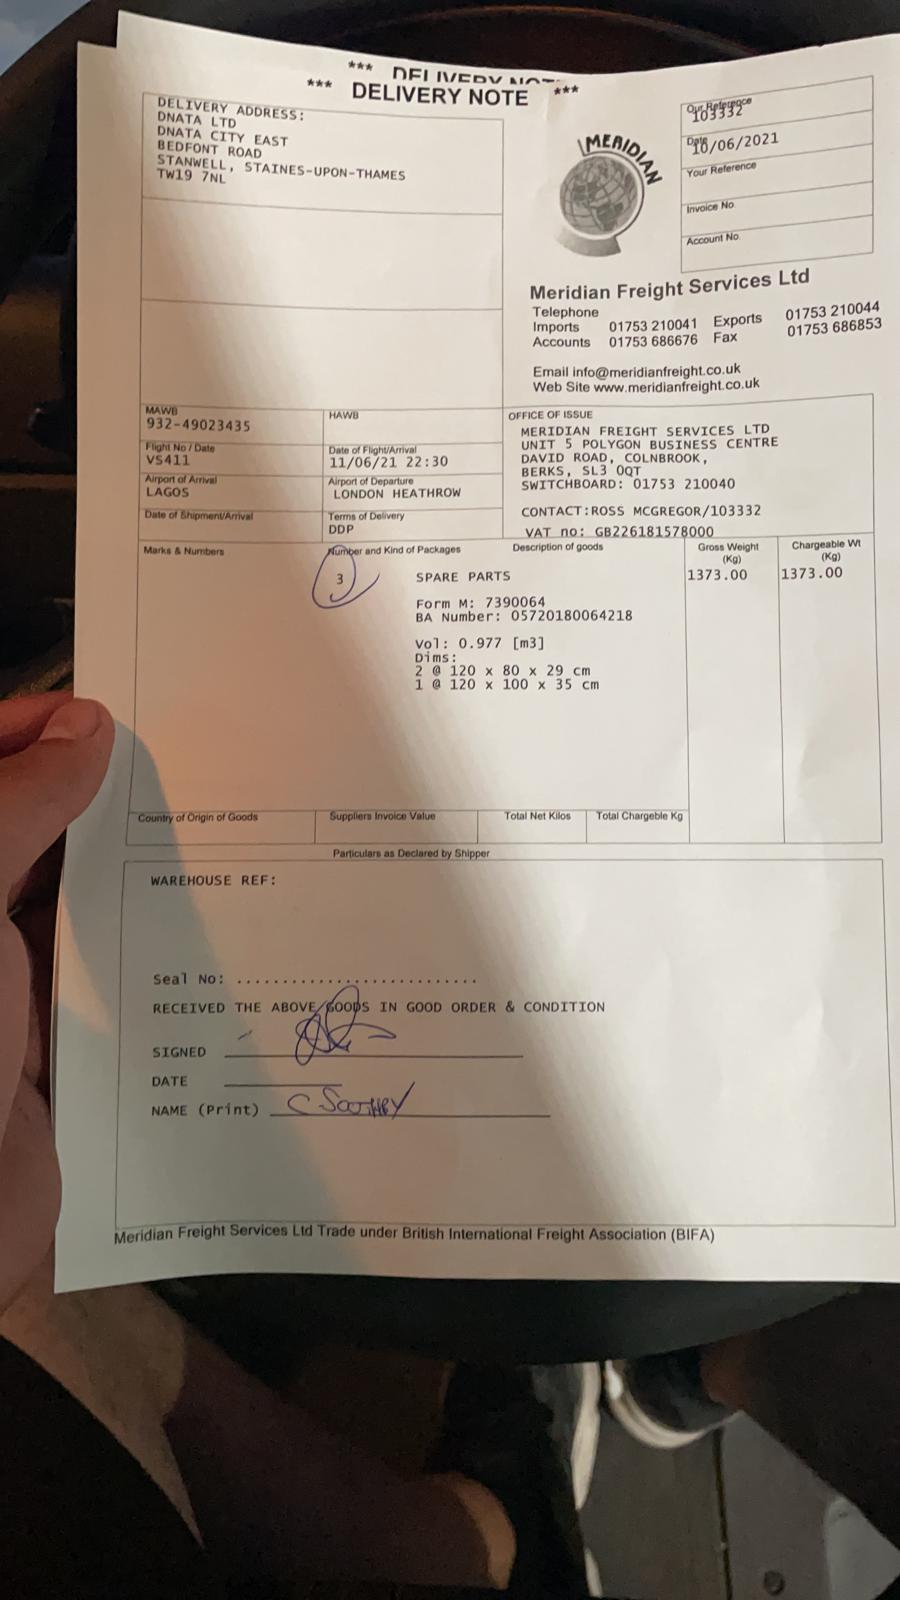 *** DELIVERY NOTE
*** DELIVERY NOTE ***
DELIVERY ADDRESS:
DNATA LTD
DNATA CITY EAST
BEDFONT ROAD
STANWELL, STAINES-UPON-THAMES
TW19 7NL
MERIDIAN
Our Reference
103332
Date
10/06/2021
Your Reference
Invoice No
Account No.
Meridian Freight Services Ltd
Telephone
Imports 01753 210041 Exports 01753 210044
Accounts 01753 686676 Fax 01753 686853
Email info@meridianfreight.co.uk
Web Site www.meridianfreight.co.uk
MAWB
932-49023435
HAWB
Flight No / Date
VS411
Date of Flight/Arrival
11/06/21 22:30
Airport of Arrival
LAGOS
Airport of Departure
LONDON HEATHROW
Date of Shipment/Arrival
Terms of Delivery
DDP
OFFICE OF ISSUE
MERIDIAN FREIGHT SERVICES LTD
UNIT 5 POLYGON BUSINESS CENTRE
DAVID ROAD, COLNBROOK,
BERKS, SL3 0QT
SWITCHBOARD: 01753 210040
CONTACT:ROSS MCGREGOR/103332
VAT no: GB226181578000
Marks & Numbers Number and Kind of Packages Description of goods Gross Weight (Kg) Chargeable Wt (Kg)
3 SPARE PARTS 1373.00 1373.00
Form M: 7390064
BA Number: 05720180064218
Vol: 0.977 [m3]
Dims:
2 @ 120 x 80 x 29 cm
1 @ 120 x 100 x 35 cm
Country of Origin of Goods Suppliers Invoice Value Total Net Kilos Total Chargeable Kg
Particulars as Declared by Shipper
WAREHOUSE REF:
Seal No: ...........................
RECEIVED THE ABOVE GOODS IN GOOD ORDER & CONDITION
SIGNED
DATE
NAME (Print) C
Meridian Freight Services Ltd Trade under British International Freight Association (BIFA)